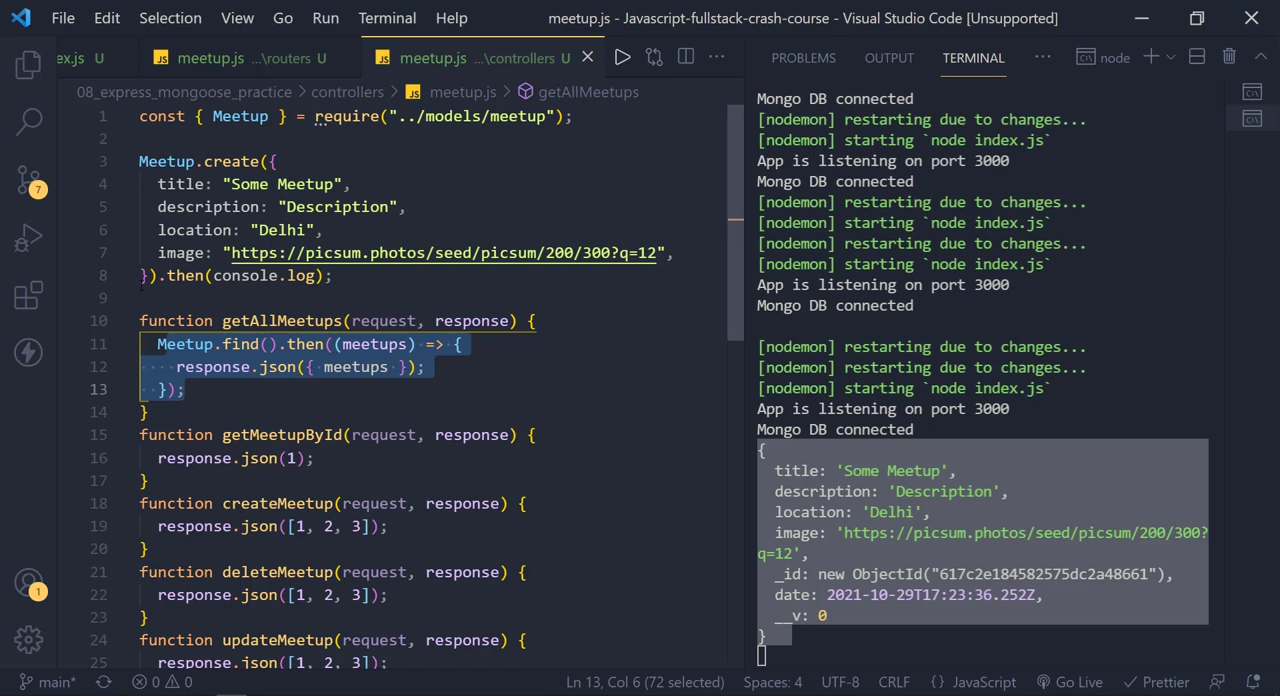 File Edit Selection View Go Run Terminal Help meetup.js - Javascript-fullstack-crash-course - Visual Studio Code [Unsupported]
ex.js U meetup.js ...\routers U meetup.js ...\controllers U
PROBLEMS OUTPUT TERMINAL ... node
08_express_mongoose_practice > controllers > meetup.js > getAllMeetups
1 const { Meetup } = require("../models/meetup");
2
3 Meetup.create({
4 title: "Some Meetup",
5 description: "Description",
6 location: "Delhi",
7 image: "https://picsum.photos/seed/picsum/200/300?q=12",
8 }).then(console.log);
9
10 function getAllMeetups(request, response) {
11 Meetup.find().then((meetups) => {
12 response.json({ meetups });
13 });
14 }
15 function getMeetupById(request, response) {
16 response.json(1);
17 }
18 function createMeetup(request, response) {
19 response.json([1, 2, 3]);
20 }
21 function deleteMeetup(request, response) {
22 response.json([1, 2, 3]);
23 }
24 function updateMeetup(request, response) {
25 response.json([1, 2, 3]);
Mongo DB connected
[nodemon] restarting due to changes...
[nodemon] starting `node index.js`
App is listening on port 3000
Mongo DB connected
[nodemon] restarting due to changes...
[nodemon] starting `node index.js`
[nodemon] restarting due to changes...
[nodemon] starting `node index.js`
App is listening on port 3000
Mongo DB connected
[nodemon] restarting due to changes...
[nodemon] restarting due to changes...
[nodemon] starting `node index.js`
App is listening on port 3000
Mongo DB connected
{
title: 'Some Meetup',
description: 'Description',
location: 'Delhi',
image: 'https://picsum.photos/seed/picsum/200/300?
q=12',
_id: new ObjectId("617c2e184582575dc2a48661"),
date: 2021-10-29T17:23:36.252Z,
__v: 0
}
7
1
main* 0 0 Ln 13, Col 6 (72 selected) Spaces: 4 UTF-8 CRLF {} JavaScript Go Live Prettier